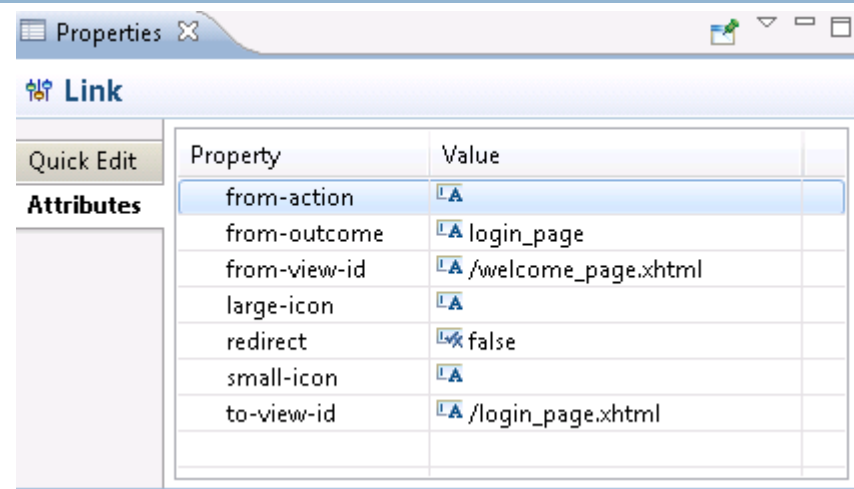 Properties
Link
Quick Edit
Attributes
Property Value
from-action
from-outcome login_page
from-view-id /welcome_page.xhtml
large-icon
redirect false
small-icon
to-view-id /login_page.xhtml